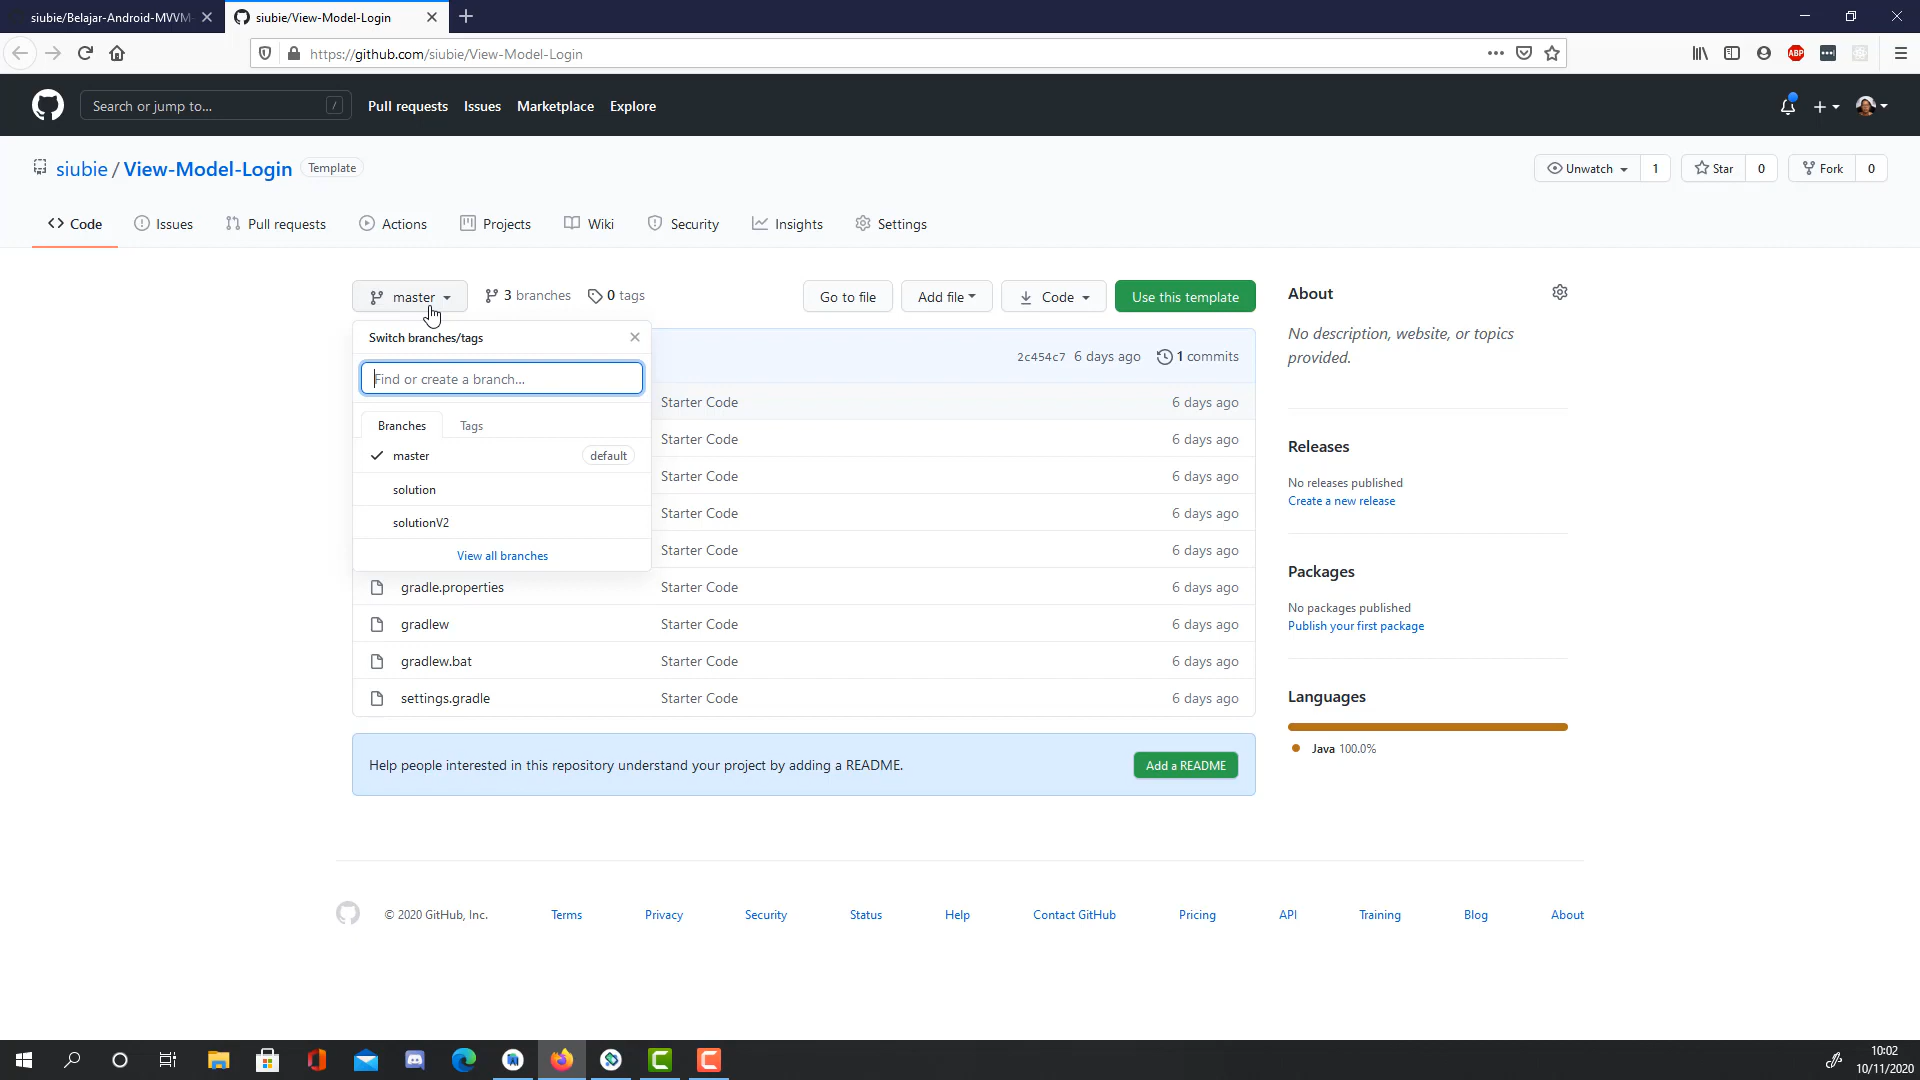 siubie/Belajar-Android-MVVM-
siubie/View-Model-Login
https://github.com/siubie/View-Model-Login
ABP
Search or jump to...
/
Pull requests
Issues
Marketplace
Explore
siubie / View-Model-Login
Template
Unwatch
1
Star
0
Fork
0
Code
Issues
Pull requests
Actions
Projects
Wiki
Security
Insights
Settings
master
3 branches
0 tags
Go to file
Add file
Code
Use this template
Switch branches/tags
Find or create a branch...
Branches
Tags
master
default
solution
solutionV2
View all branches
2c454c7 6 days ago
1 commits
Starter Code
6 days ago
Starter Code
6 days ago
Starter Code
6 days ago
Starter Code
6 days ago
Starter Code
6 days ago
gradle.properties
Starter Code
6 days ago
gradlew
Starter Code
6 days ago
gradlew.bat
Starter Code
6 days ago
settings.gradle
Starter Code
6 days ago
Help people interested in this repository understand your project by adding a README.
Add a README
About
No description, website, or topics
provided.
Releases
No releases published
Create a new release
Packages
No packages published
Publish your first package
Languages
Java 100.0%
© 2020 GitHub, Inc.
Terms
Privacy
Security
Status
Help
Contact GitHub
Pricing
API
Training
Blog
About
10:02
10/11/2020